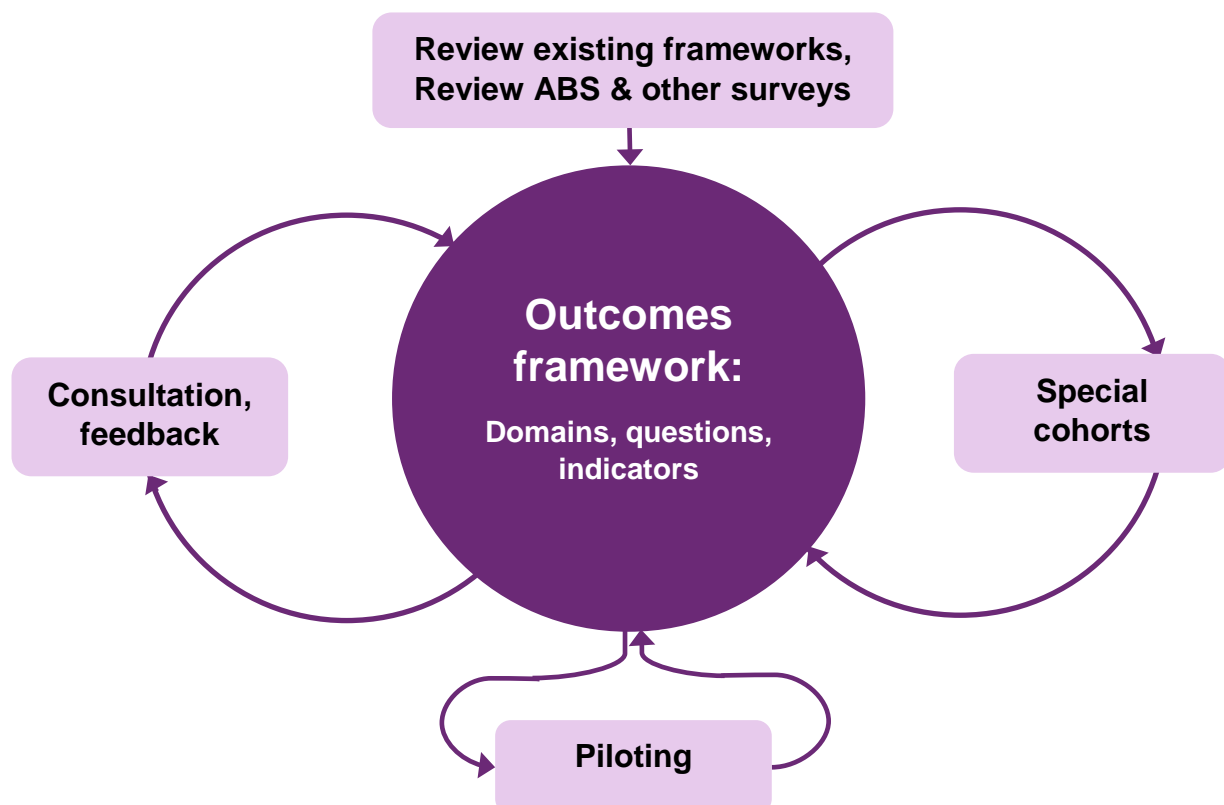 Review existing frameworks,
Review ABS & other surveys
Outcomes
framework:
Domains, questions,
indicators
Consultation,
feedback
Special
cohorts
Piloting